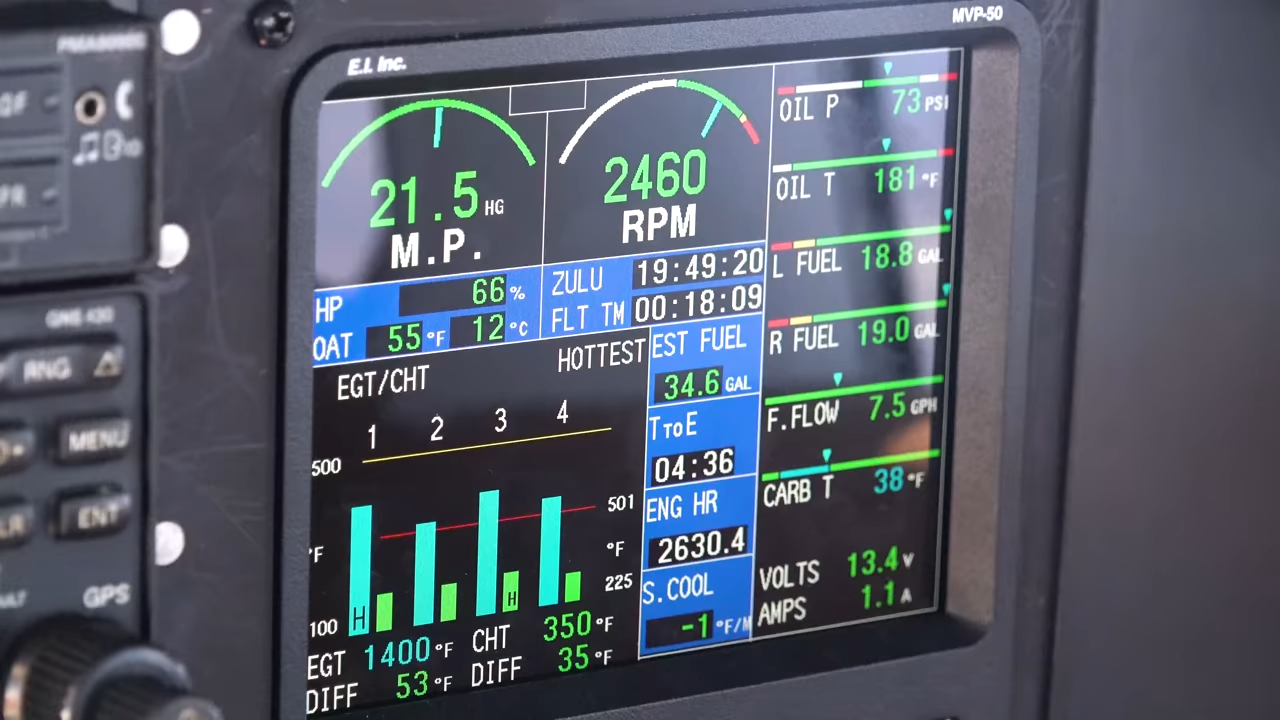 MVP-50
E.I. Inc.
21.5 HG
M.P.
2460
RPM
HP 66 %
OAT 55 °F 12 °C
ZULU 19:49:20
FLT TM 00:18:09
OIL P 73 PSI
OIL T 181 °F
L FUEL 18.8 GAL
R FUEL 19.0 GAL
F.FLOW 7.5 GPH
CARB T 38 °F
VOLTS 13.4 V
AMPS 1.1 A
EGT/CHT HOTTEST
1 2 3 4
500
501
°F
°F
225
100
H
H
EGT 1400 °F CHT 350 °F
DIFF 53 °F DIFF 35 °F
EST FUEL
34.6 GAL
T TO E
04:36
ENG HR
2630.4
S.COOL
-1 °F/M
RNG
MENU
ENT
GPS